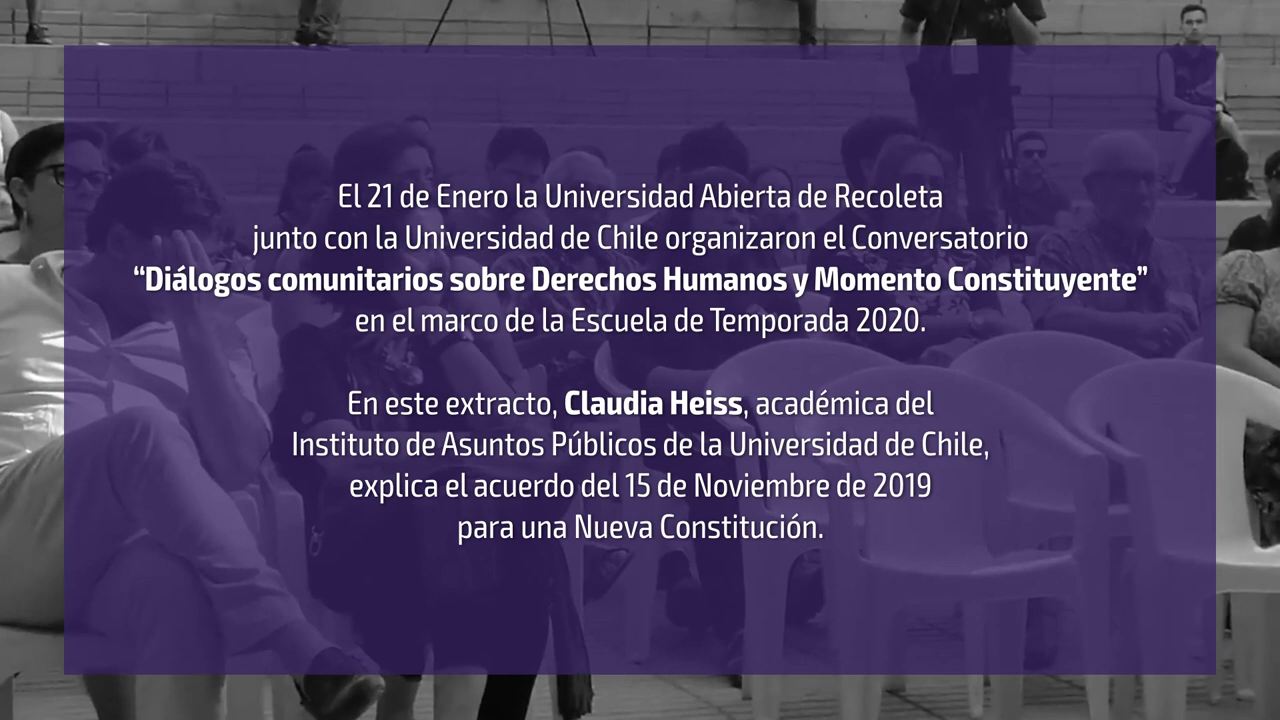 El 21 de Enero la Universidad Abierta de Recoleta
junto con la Universidad de Chile organizaron el Conversatorio
“Diálogos comunitarios sobre Derechos Humanos y Momento Constituyente”
en el marco de la Escuela de Temporada 2020.
En este extracto, Claudia Heiss, académica del
Instituto de Asuntos Públicos de la Universidad de Chile,
explica el acuerdo del 15 de Noviembre de 2019
para una Nueva Constitución.